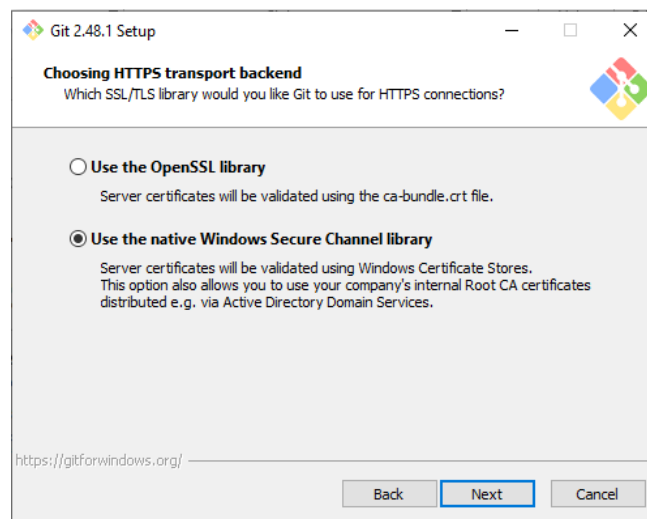 Git 2.48.1 Setup
Choosing HTTPS transport backend
Which SSL/TLS library would you like Git to use for HTTPS connections?
Use the OpenSSL library
Server certificates will be validated using the ca-bundle.crt file.
Use the native Windows Secure Channel library
Server certificates will be validated using Windows Certificate Stores.
This option also allows you to use your company's internal Root CA certificates
distributed e.g. via Active Directory Domain Services.
https://gitforwindows.org/
Back Next Cancel